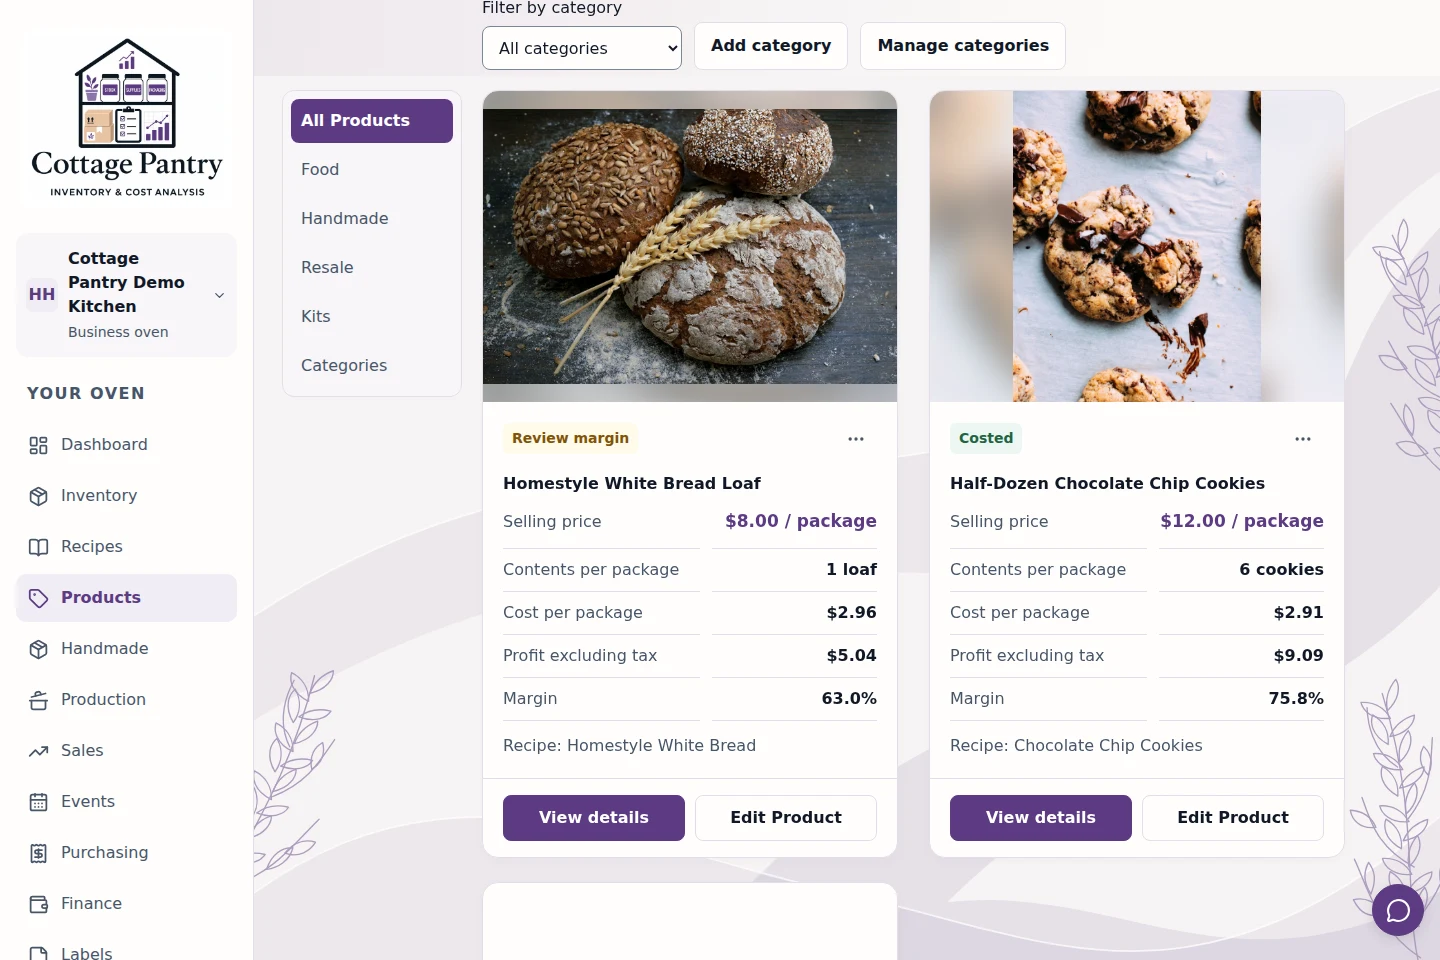 Cottage Pantry
INVENTORY & COST ANALYSIS
HH
Cottage
Pantry Demo
Kitchen
Business oven
YOUR OVEN
Dashboard
Inventory
Recipes
Products
Handmade
Production
Sales
Events
Purchasing
Finance
Labels
Filter by category
All categories
Add category
Manage categories
All Products
Food
Handmade
Resale
Kits
Categories
Review margin
Homestyle White Bread Loaf
Selling price $8.00 / package
Contents per package 1 loaf
Cost per package $2.96
Profit excluding tax $5.04
Margin 63.0%
Recipe: Homestyle White Bread
View details Edit Product
Costed
Half-Dozen Chocolate Chip Cookies
Selling price $12.00 / package
Contents per package 6 cookies
Cost per package $2.91
Profit excluding tax $9.09
Margin 75.8%
Recipe: Chocolate Chip Cookies
View details Edit Product